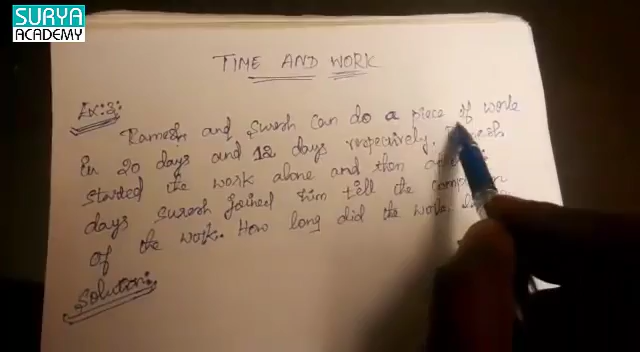 SURYA
ACADEMY
TIME AND WORK
Ex:3:
Ramesh and Suresh can do a piece of work
in 20 days and 12 days respectively.
started the work alone and then
days Suresh joined him till the
of the work. How long did the work
Solution: